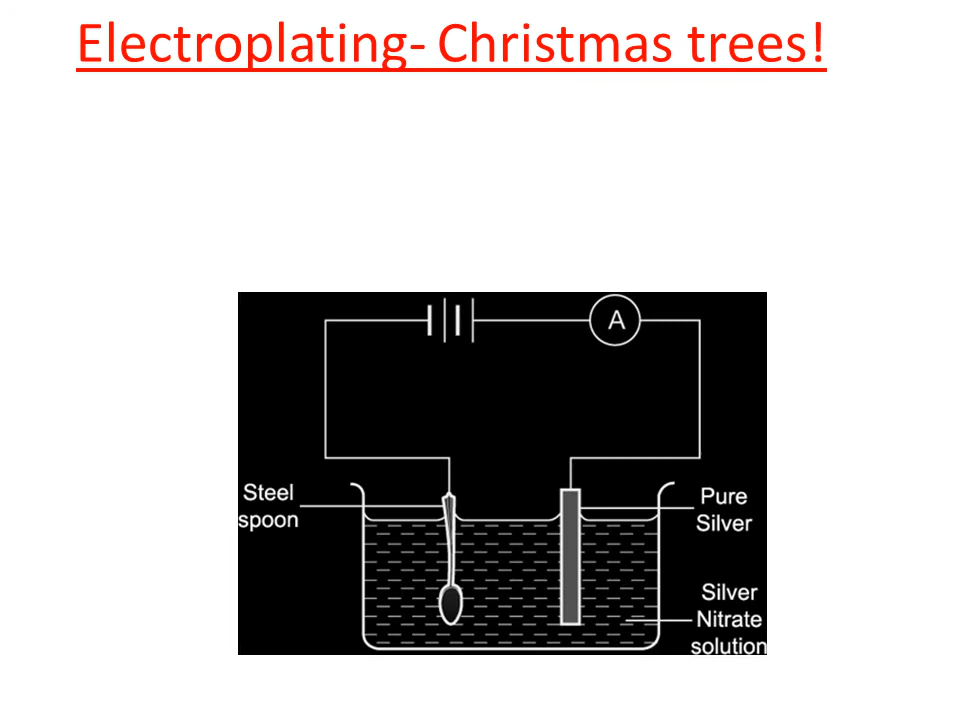 Electroplating- Christmas trees!
A
Steel
spoon
Pure
Silver
Silver
Nitrate
solution